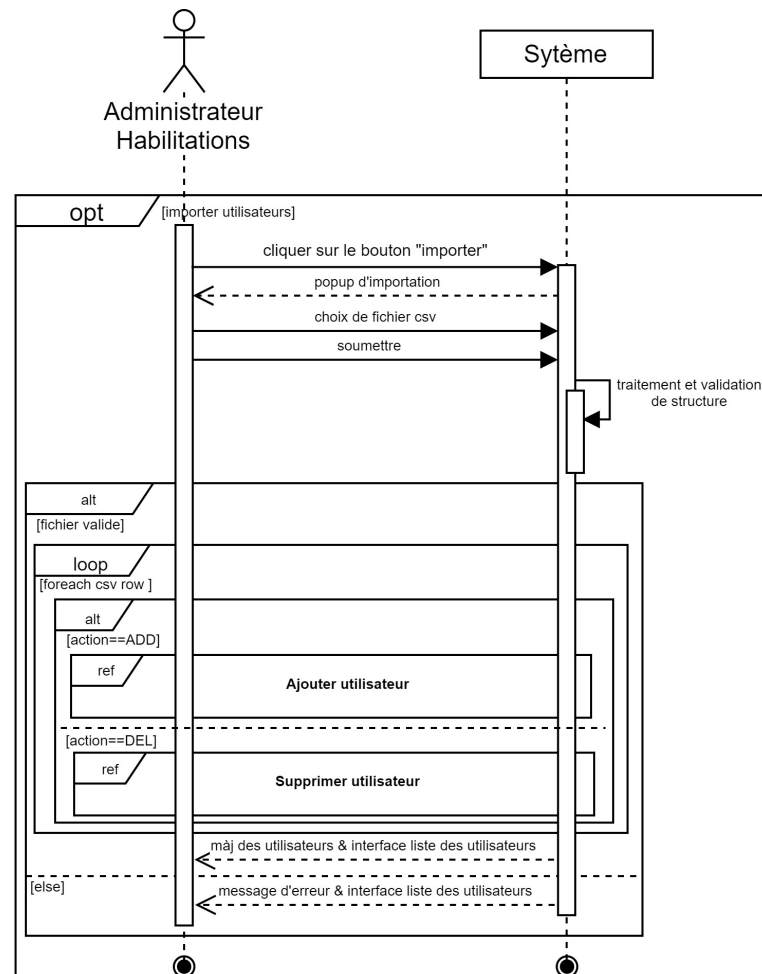 Sytème
Administrateur
Habilitations
opt
[importer utilisateurs]
cliquer sur le bouton "importer"
popup d'importation
choix de fichier csv
soumettre
traitement et validation
de structure
alt
[fichier valide]
loop
[foreach csv row ]
alt
[action==ADD]
ref
Ajouter utilisateur
[action==DEL]
ref
Supprimer utilisateur
màj des utilisateurs & interface liste des utilisateurs
[else]
message d'erreur & interface liste des utilisateurs